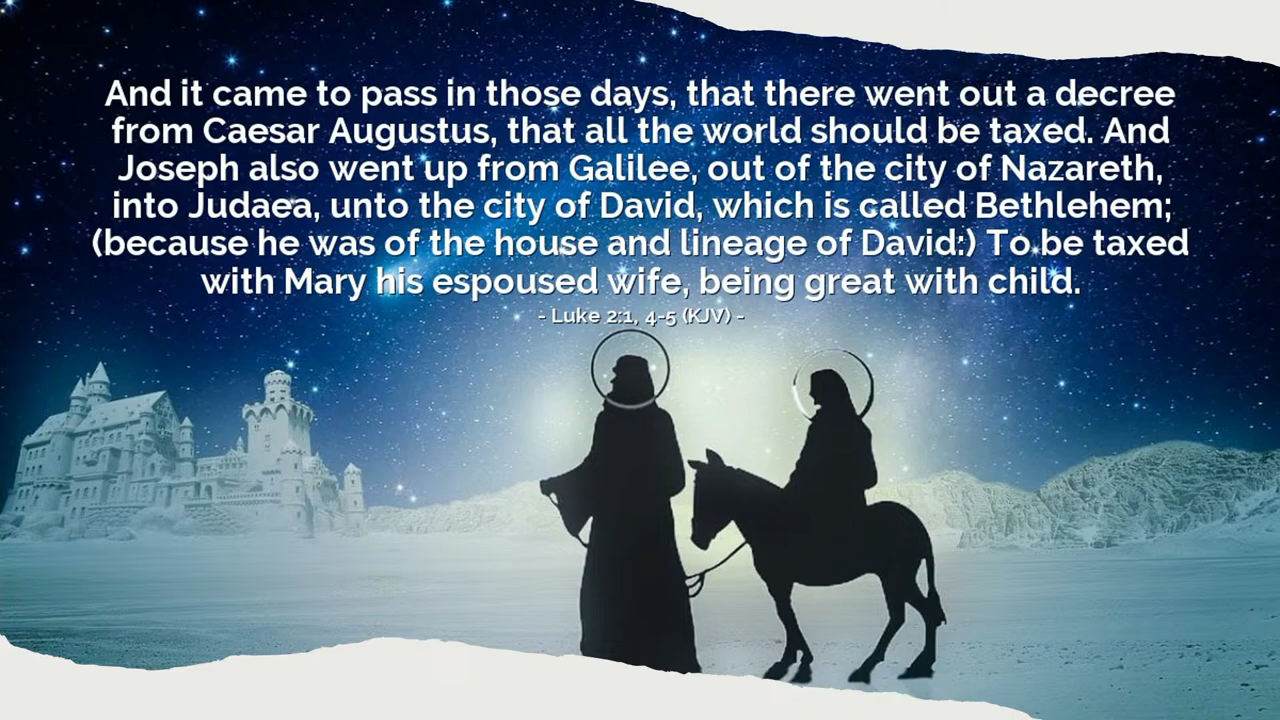 And it came to pass in those days, that there went out a decree
from Caesar Augustus, that all the world should be taxed. And
Joseph also went up from Galilee, out of the city of Nazareth,
into Judaea, unto the city of David, which is called Bethlehem;
(because he was of the house and lineage of David:) To be taxed
with Mary his espoused wife, being great with child.
- Luke 2:1, 4-5 (KJV) -